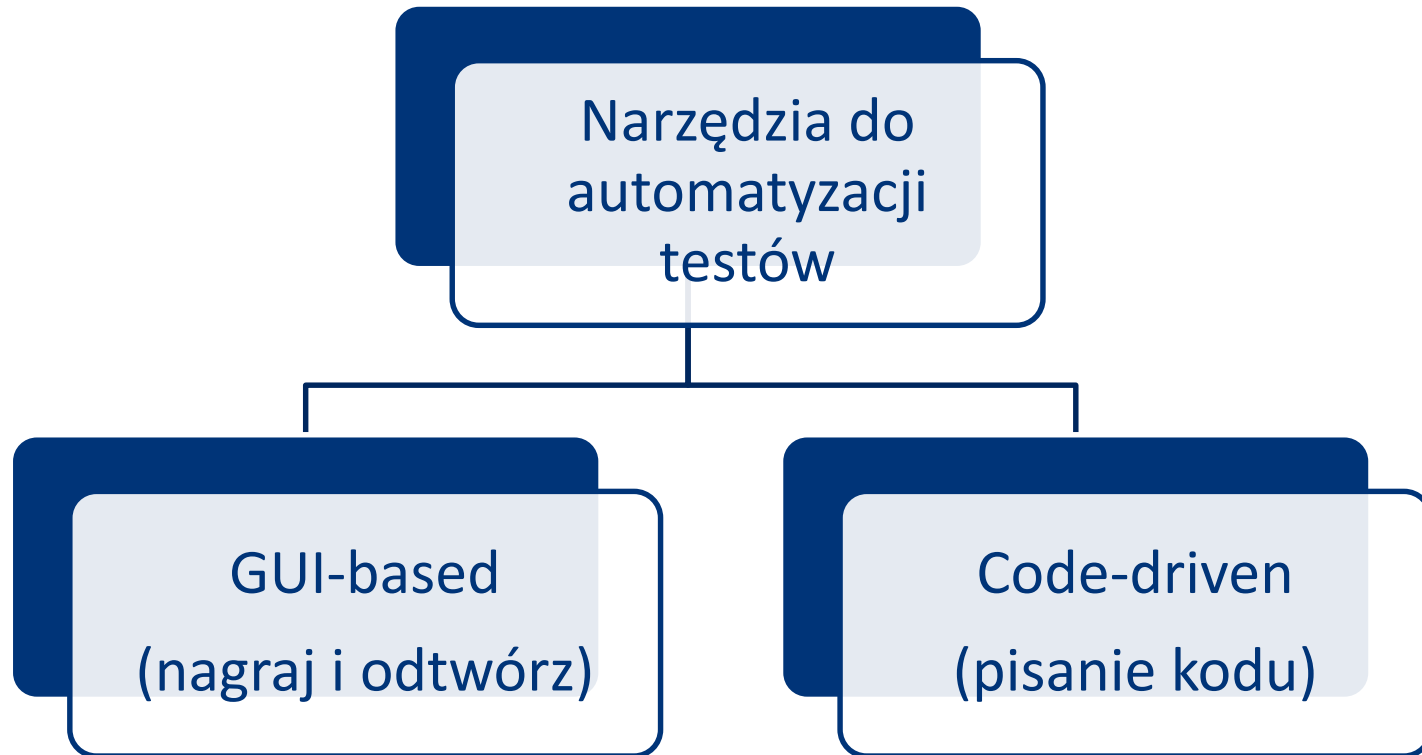 Narzędzia do
automatyzacji
testów
GUI-based
(nagraj i odtwórz)
Code-driven
(pisanie kodu)